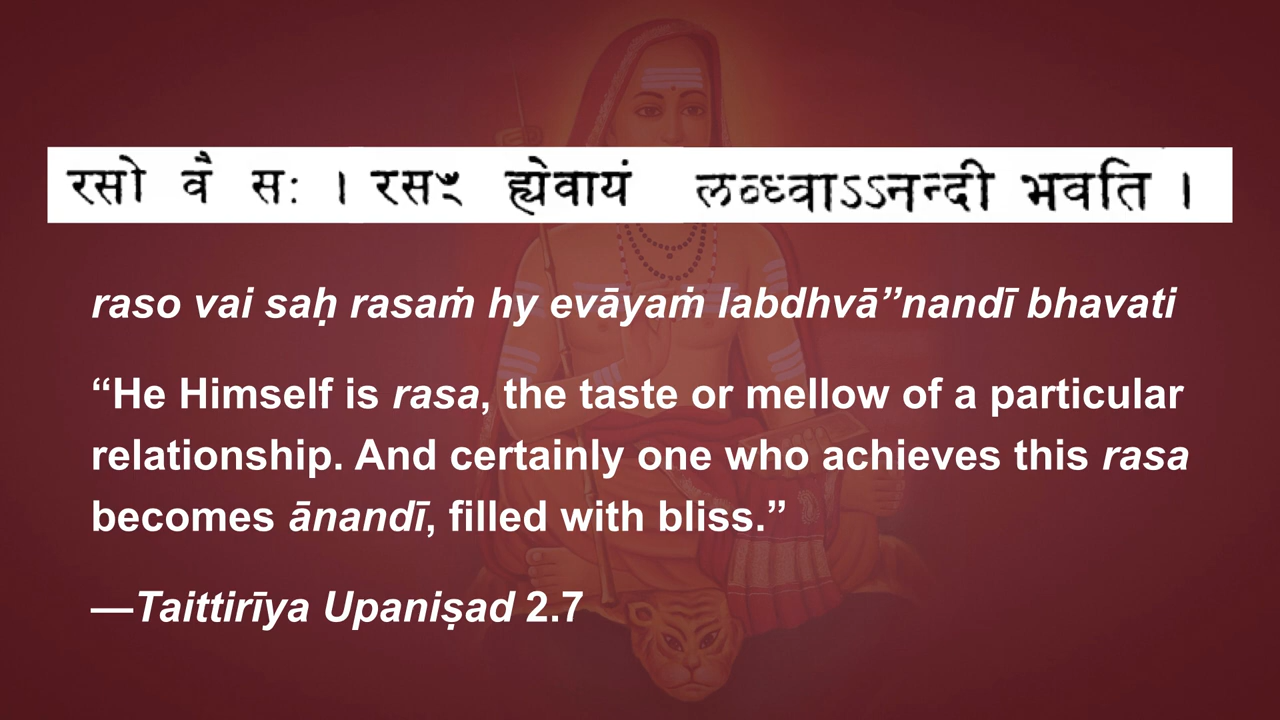 रसो वै सः । रसꣳ ह्येवायं लब्ध्वाऽऽनन्दी भवति ।
raso vai saḥ rasaṁ hy evāyaṁ labdhvā”nandī bhavati
“He Himself is rasa, the taste or mellow of a particular
relationship. And certainly one who achieves this rasa
becomes ānandī, filled with bliss.”
—Taittirīya Upaniṣad 2.7